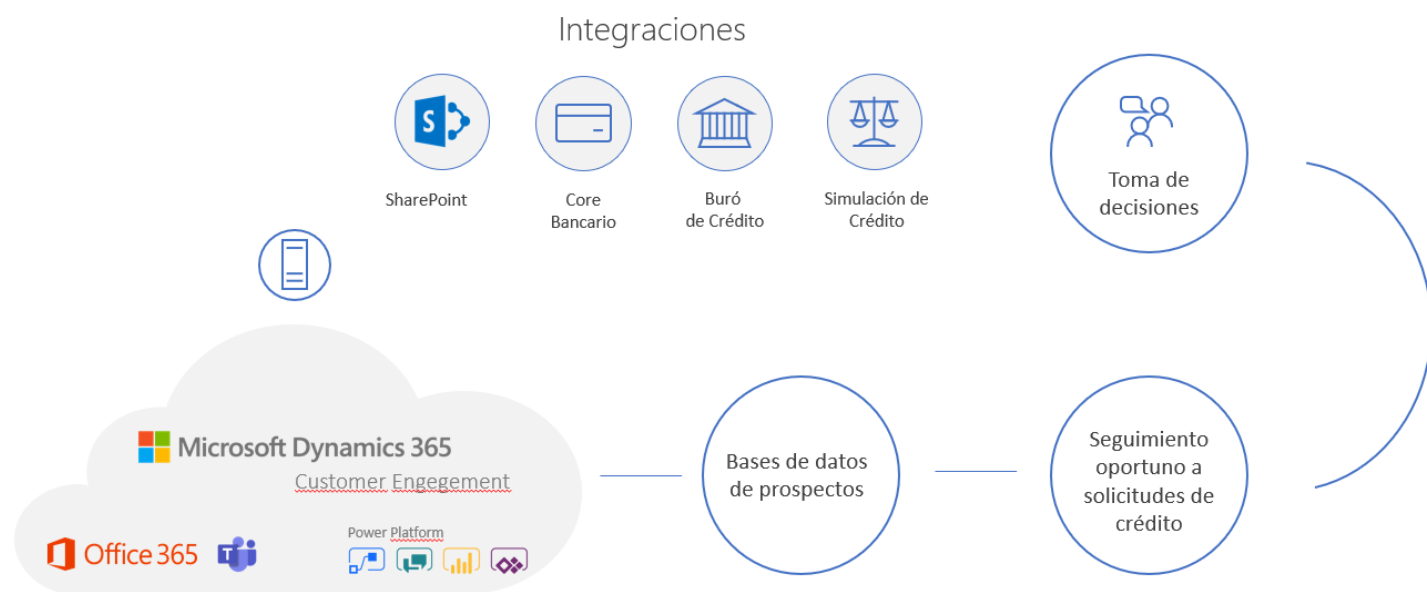 Integraciones
S
SharePoint
Core
Bancario
Buró
de Crédito
Simulación de
Crédito
Toma de
decisiones
Microsoft Dynamics 365
Customer Engegement
Office 365
T
Power Platform
Bases de datos
de prospectos
Seguimiento
oportuno a
solicitudes de
crédito